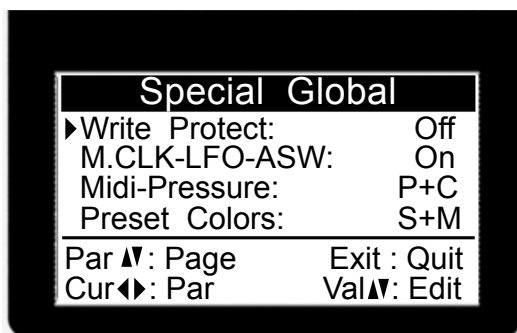 Special Global
Write Protect: Off
M.CLK-LFO-ASW: On
Midi-Pressure: P+C
Preset Colors: S+M
Par ▲▼: Page Exit : Quit
Cur◀▶: Par Val▲▼: Edit